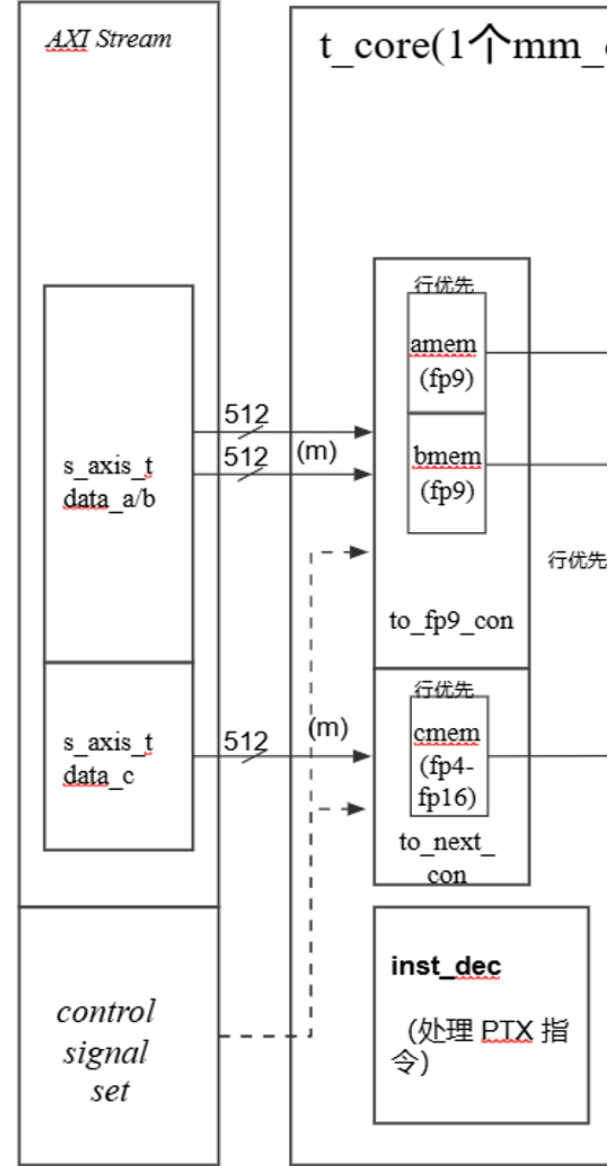 AXI Stream
s_axis_t
data_a/b
s_axis_t
data_c
control
signal
set
512
512
(m)
512
(m)
t_core(1个mm_
行优先
amem
(fp9)
bmem
(fp9)
to_fp9_con
行优先
行优先
cmem
(fp4-
fp16)
to_next_
con
inst_dec
(处理 PTX 指
令)